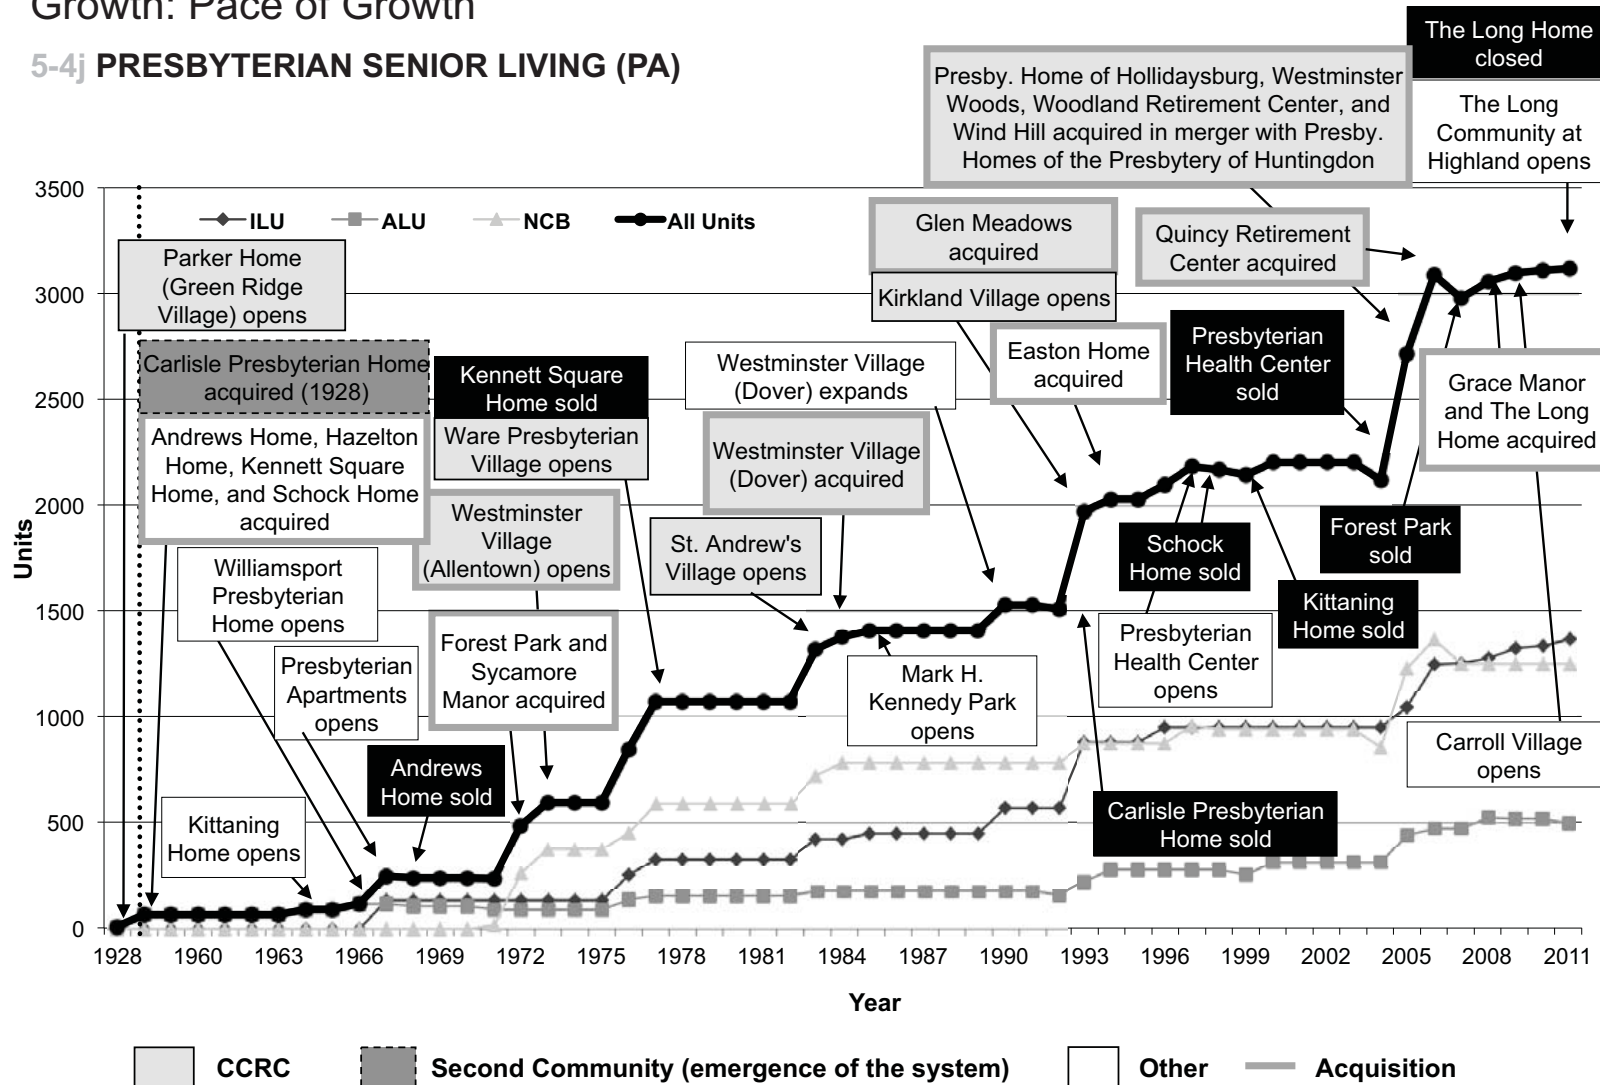 Growth: Pace of Growth
5-4j PRESBYTERIAN SENIOR LIVING (PA)
The Long Home
closed
The Long
Community at
Highland opens
Presby. Home of Hollidaysburg, Westminster
Woods, Woodland Retirement Center, and
Wind Hill acquired in merger with Presby.
Homes of the Presbytery of Huntingdon
Glen Meadows
acquired
Kirkland Village opens
Quincy Retirement
Center acquired
ILU
ALU
NCB
All Units
Parker Home
(Green Ridge
Village) opens
Carlisle Presbyterian Home
acquired (1928)
Andrews Home, Hazelton
Home, Kennett Square
Home, and Schock Home
acquired
Kennett Square
Home sold
Ware Presbyterian
Village opens
Westminster
Village
(Allentown) opens
Westminster Village
(Dover) expands
Westminster Village
(Dover) acquired
St. Andrew's
Village opens
Easton Home
acquired
Presbyterian
Health Center
sold
Grace Manor
and The Long
Home acquired
Williamsport
Presbyterian
Home opens
Presbyterian
Apartments
opens
Forest Park and
Sycamore
Manor acquired
Andrews
Home sold
Kittaning
Home opens
Mark H.
Kennedy Park
opens
Schock
Home sold
Presbyterian
Health Center
opens
Kittaning
Home sold
Forest Park
sold
Carlisle Presbyterian
Home sold
Carroll Village
opens
3500
3000
2500
2000
1500
1000
500
0
Units
1928 1960 1963 1966 1969 1972 1975 1978 1981 1984 1987 1990 1993 1996 1999 2002 2005 2008 2011
Year
CCRC
Second Community (emergence of the system)
Other
Acquisition